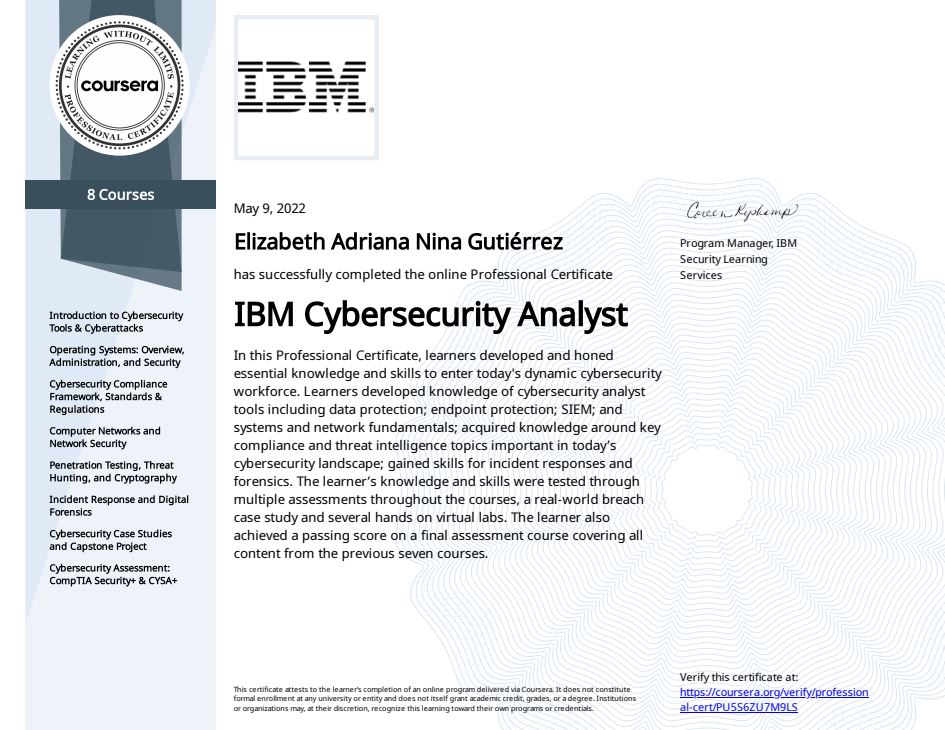 LEARNING WITHOUT LIMITS
coursera
PROFESSIONAL CERTIFICATE
8 Courses
Introduction to Cybersecurity
Tools & Cyberattacks
Operating Systems: Overview,
Administration, and Security
Cybersecurity Compliance
Framework, Standards &
Regulations
Computer Networks and
Network Security
Penetration Testing, Threat
Hunting, and Cryptography
Incident Response and Digital
Forensics
Cybersecurity Case Studies
and Capstone Project
Cybersecurity Assessment:
CompTIA Security+ & CYSA+
IBM®
May 9, 2022
Elizabeth Adriana Nina Gutiérrez
has successfully completed the online Professional Certificate
IBM Cybersecurity Analyst
In this Professional Certificate, learners developed and honed
essential knowledge and skills to enter today's dynamic cybersecurity
workforce. Learners developed knowledge of cybersecurity analyst
tools including data protection; endpoint protection; SIEM; and
systems and network fundamentals; acquired knowledge around key
compliance and threat intelligence topics important in today’s
cybersecurity landscape; gained skills for incident responses and
forensics. The learner’s knowledge and skills were tested through
multiple assessments throughout the courses, a real-world breach
case study and several hands on virtual labs. The learner also
achieved a passing score on a final assessment course covering all
content from the previous seven courses.
Program Manager, IBM
Security Learning
Services
This certificate attests to the learner's completion of an online program delivered via Coursera. It does not constitute
formal enrollment at any university or entity and does not itself grant academic credit, grades, or a degree. Institutions
or organizations may, at their discretion, recognize this learning toward their own programs or credentials.
Verify this certificate at:
https://coursera.org/verify/profession
al-cert/PU5S6ZU7M9LS